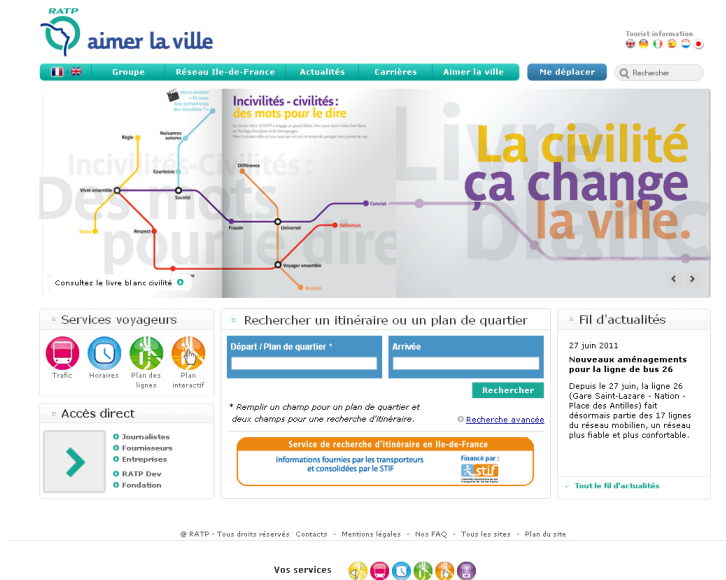 RATP
aimer la ville
Tourist information
Groupe
Réseau Ile-de-France
Actualités
Carrières
Aimer la ville
Me déplacer
Rechercher
Incivilités - civilités :
des mots pour le dire
Règle
Nuisances
sonores
Courtoisie
Différence
Vivre ensemble
Société
Enjeu
Respect
Fraude
Universel
Constat
Définition
Voyager ensemble
Analyse
Incivilités-Civilités :
Des mots
pour le dire
Livre
blanc
La civilité
ça change
la ville.
Consultez le livre blanc civilité
Services voyageurs
Trafic
Horaires
Plan des
lignes
Plan
interactif
Accès direct
Journalistes
Fournisseurs
Entreprises
RATP Dev
Fondation
Rechercher un itinéraire ou un plan de quartier
Départ / Plan de quartier *
Arrivée
Rechercher
* Remplir un champ pour un plan de quartier et
deux champs pour une recherche d'itinéraire.
Recherche avancée
Service de recherche d'itinéraire en Ile-de-France
Informations fournies par les transporteurs
et consolidées par le STIF
Financé par :
stif
Fil d'actualités
27 juin 2011
Nouveaux aménagements
pour la ligne de bus 26
Depuis le 27 juin, la ligne 26
(Gare Saint-Lazare - Nation -
Place des Antilles) fait
désormais partie des 17 lignes
du réseau mobilien, un réseau
plus fiable et plus confortable.
Tout le fil d'actualités
@ RATP - Tous droits réservés Contacts - Mentions légales - Nos FAQ - Tous les sites - Plan du site
Vos services